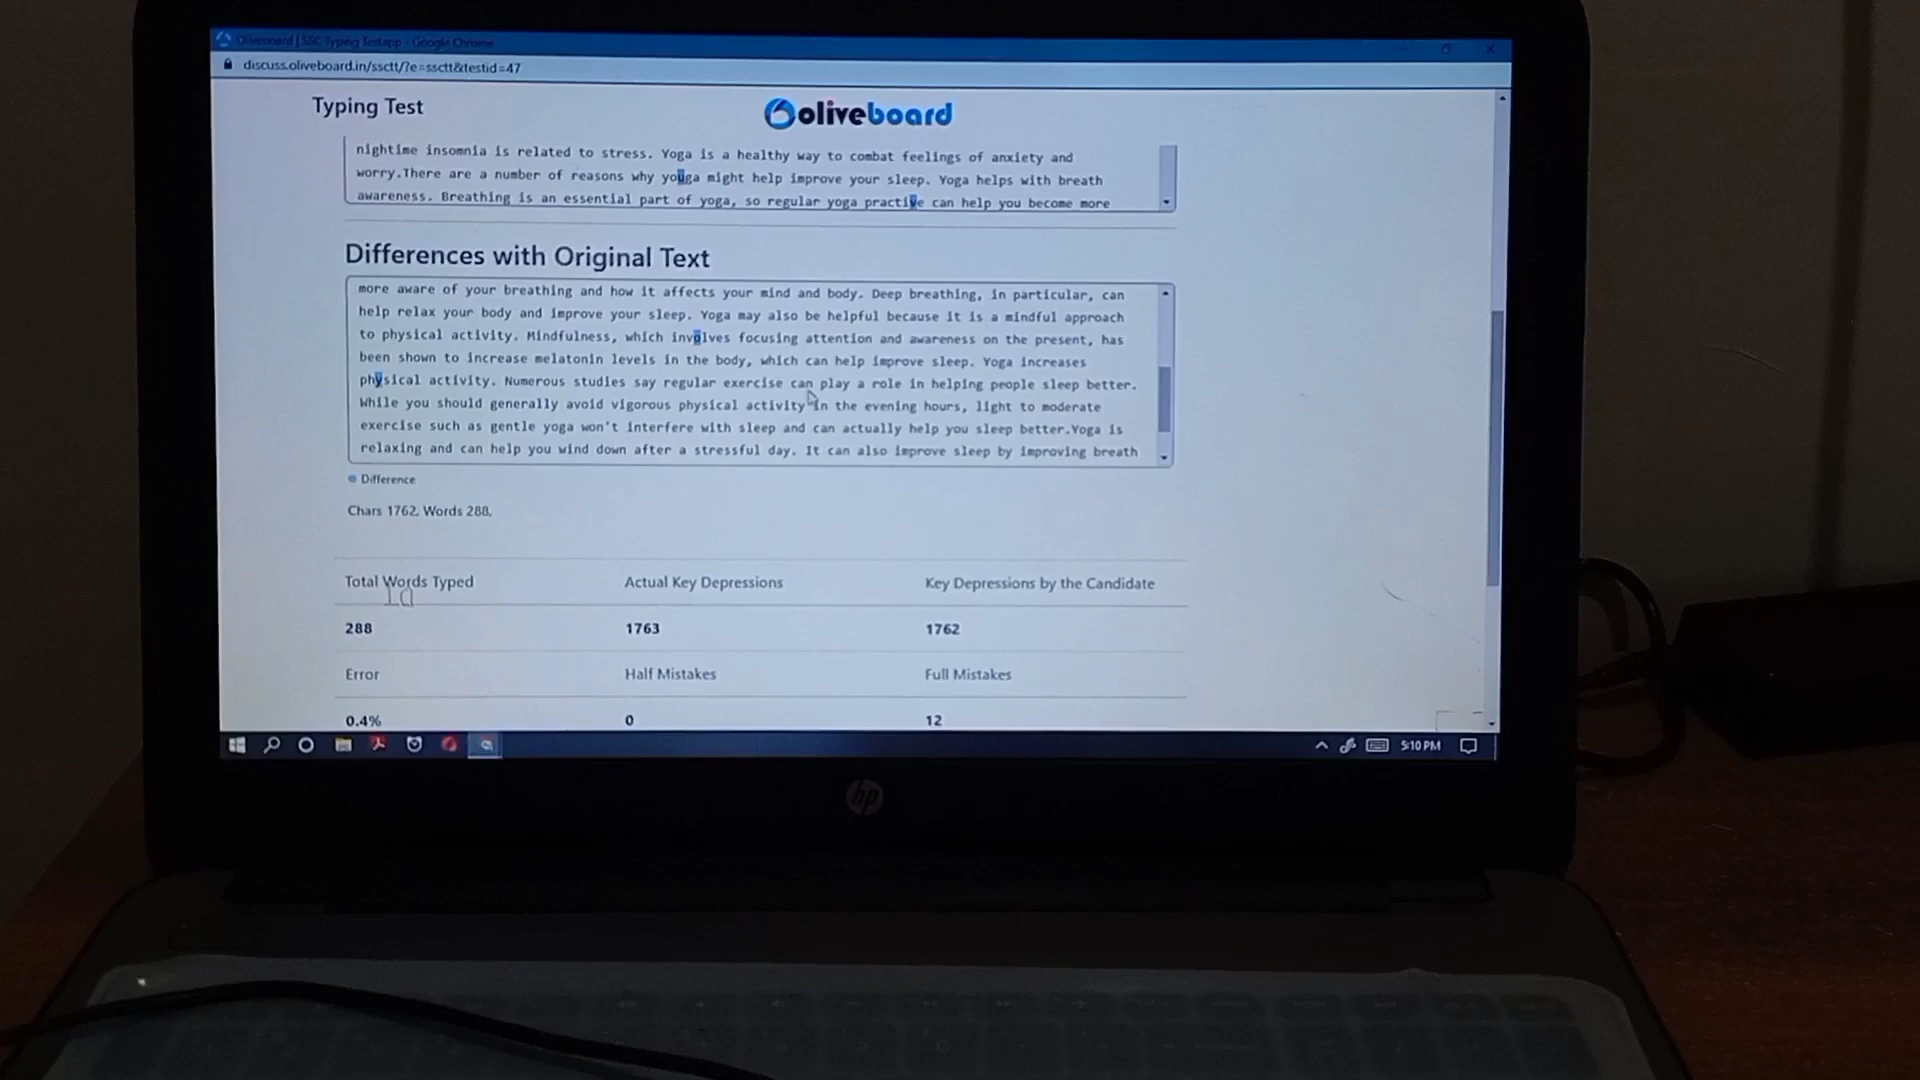 Oliveboard | SSC Typing Testapp - Google Chrome
discuss.oliveboard.in/ssctt/?e=ssctt&testid=47
Typing Test
oliveboard
nightime insomnia is related to stress. Yoga is a healthy way to combat feelings of anxiety and
worry.There are a number of reasons why youga might help improve your sleep. Yoga helps with breath
awareness. Breathing is an essential part of yoga, so regular yoga practive can help you become more
Differences with Original Text
more aware of your breathing and how it affects your mind and body. Deep breathing, in particular, can
help relax your body and improve your sleep. Yoga may also be helpful because it is a mindful approach
to physical activity. Mindfulness, which involves focusing attention and awareness on the present, has
been shown to increase melatonin levels in the body, which can help improve sleep. Yoga increases
physical activity. Numerous studies say regular exercise can play a role in helping people sleep better.
While you should generally avoid vigorous physical activity in the evening hours, light to moderate
exercise such as gentle yoga won't interfere with sleep and can actually help you sleep better.Yoga is
relaxing and can help you wind down after a stressful day. It can also improve sleep by improving breath
Difference
Chars 1762, Words 288,
Total Words Typed Actual Key Depressions Key Depressions by the Candidate
288 1763 1762
Error Half Mistakes Full Mistakes
0.4% 0 12
5:10 PM
hp